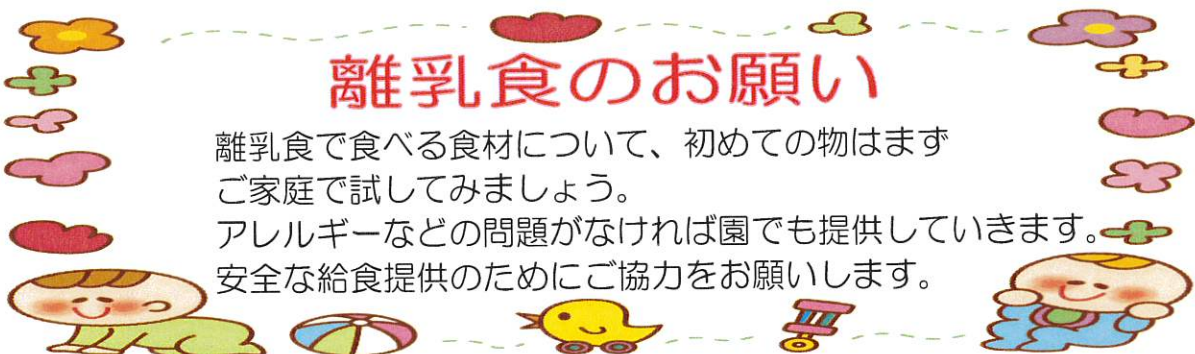 離乳食のお願い
離乳食で食べる食材について、初めての物はまず
ご家庭で試してみましょう。
アレルギーなどの問題がなければ園でも提供していきます。
安全な給食提供のためにご協力をお願いします。